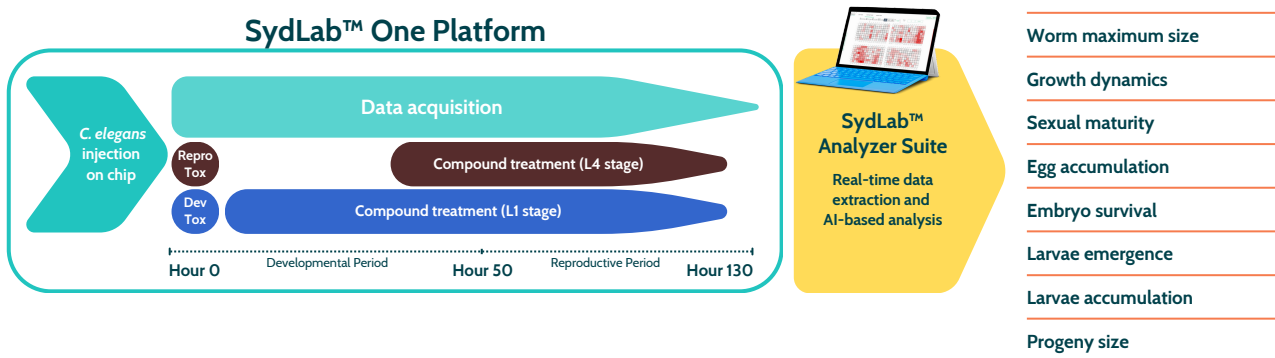 SydLab™ One Platform
C. elegans
injection
on chip
Data acquisition
Repro
Tox
Compound treatment (L4 stage)
Dev
Tox
Compound treatment (L1 stage)
Developmental Period
Reproductive Period
Hour 0
Hour 50
Hour 130
SydLab™
Analyzer Suite
Real-time data
extraction and
AI-based analysis
Worm maximum size
Growth dynamics
Sexual maturity
Egg accumulation
Embryo survival
Larvae emergence
Larvae accumulation
Progeny size